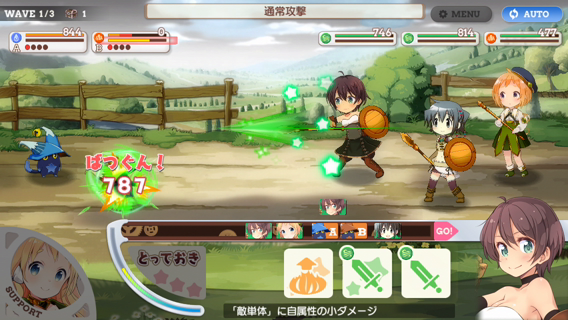 WAVE 1/3
1
通常攻撃
MENU
AUTO
844
A
0
B
746
814
477
ばつぐん!
787
A
B
GO!
とっておき
SUPPORT
「敵単体」に自属性の小ダメージ